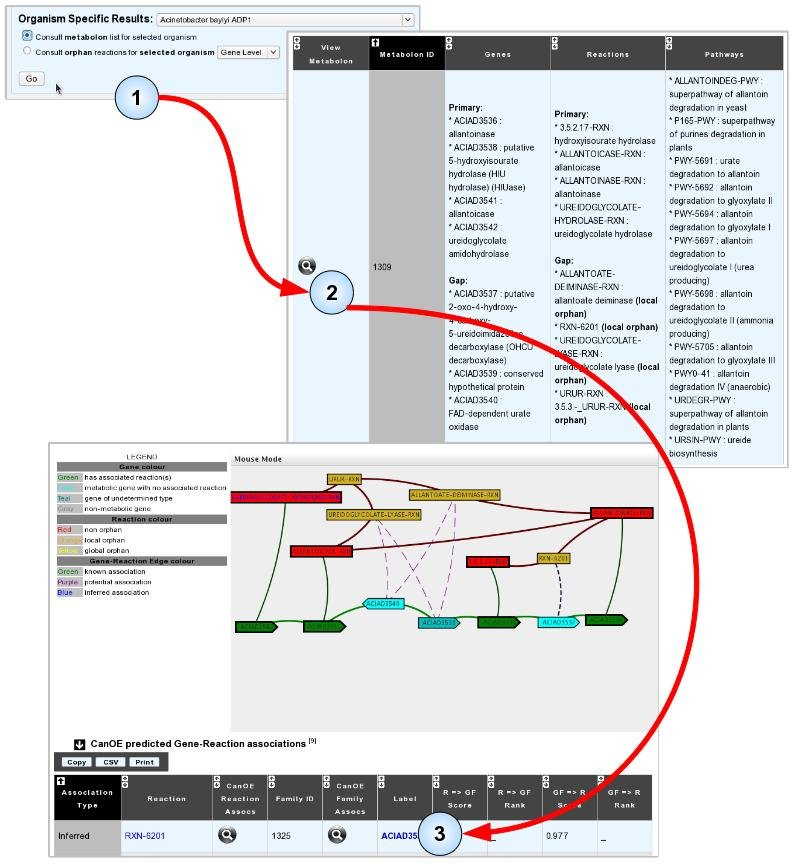 Organism Specific Results: Acinetobacter baylyi ADP1
Consult metabolon list for selected organism
Consult orphan reactions for selected organism Gene Level
Go
1
View
Metabolon
Metabolon ID
Genes
Reactions
Pathways
2
1309
Primary:
* ACIAD3536 :
allantoinase
* ACIAD3538 : putative
5-hydroxyisourate
hydrolase (HIU
hydrolase) (HIUase)
* ACIAD3541 :
allantoicase
* ACIAD3542 :
ureidoglycolate
amidohydrolase
Gap:
* ACIAD3537 : putative
2-oxo-4-hydroxy-
5-ureidoimidazoline
decarboxylase (OHCU
decarboxylase)
* ACIAD3539 : conserved
hypothetical protein
* ACIAD3540 :
FAD-dependent urate
oxidase
Primary:
* 3.5.2.17-RXN :
hydroxyisourate hydrolase
* ALLANTOICASE-RXN :
allantoicase
* ALLANTOINASE-RXN :
allantoinase
* UREIDOGLYCOLATE-
HYDROLASE-RXN :
ureidoglycolate hydrolase
Gap:
* ALLANTOATE-
DEIMINASE-RXN :
allantoate deiminase (local
orphan)
* RXN-6201 (local orphan)
* UREIDOGLYCOLATE-
LYASE-RXN :
ureidoglycolate lyase (local
orphan)
* URUR-RXN :
3.5.3.-_URUR-RXN (local
orphan)
* ALLANTOINDEG-PWY :
superpathway of allantoin
degradation in yeast
* P165-PWY : superpathway
of purines degradation in
plants
* PWY-5691 : urate
degradation to allantoin
* PWY-5692 : allantoin
degradation to glyoxylate II
* PWY-5694 : allantoin
degradation to glyoxylate I
* PWY-5697 : allantoin
degradation to
ureidoglycolate I (urea
producing)
* PWY-5698 : allantoin
degradation to
ureidoglycolate II (ammonia
producing)
* PWY-5705 : allantoin
degradation to glyoxylate III
* PWY0-41 : allantoin
degradation IV (anaerobic)
* URDEGR-PWY :
superpathway of allantoin
degradation in plants
* URSIN-PWY : ureide
biosynthesis
LEGEND
Gene colour
Green has associated reaction(s)
metabolic gene with no associated reaction
Teal gene of undetermined type
Gray non-metabolic gene
Reaction colour
Red non orphan
Orange local orphan
Yellow global orphan
Gene-Reaction Edge colour
Green known association
Purple potential association
Blue inferred association
Mouse Mode
URUR-RXN
ALLANTOATE-DEIMINASE-RXN
UREIDOGLYCOLATE-HYDROLASE-RXN
UREIDOGLYCOLATE-LYASE-RXN
ALLANTOINASE-RXN
ALLANTOICASE-RXN
3.5.2.17-RXN
RXN-6201
ACIAD3540
ACIAD3539
ACIAD3537
CanOE predicted Gene-Reaction associations [9]
Copy CSV Print
Association
Type
Reaction
CanOE
Reaction
Assocs
Family ID
CanOE
Family
Assocs
Label
R => GF
Score
R => GF
Rank
GF => R
Score
GF => R
Rank
Inferred RXN-6201 1325 ACIAD35 3 _ 0.977 _